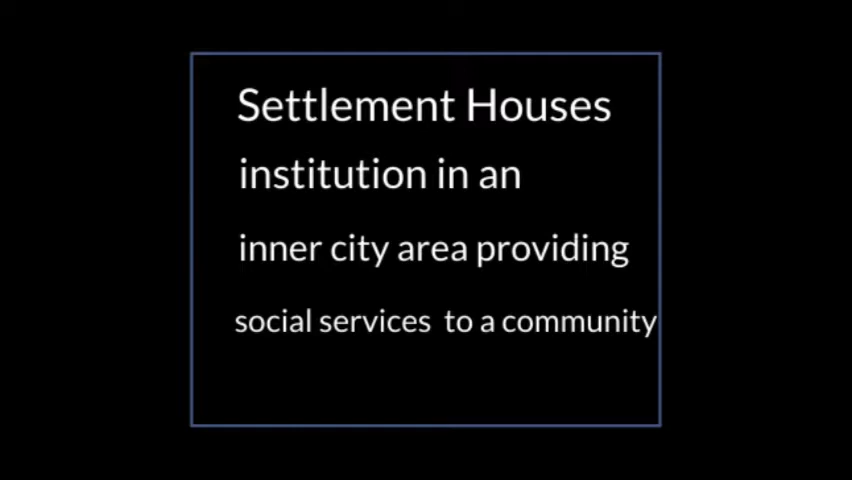 Settlement Houses
institution in an
inner city area providing
social services to a community